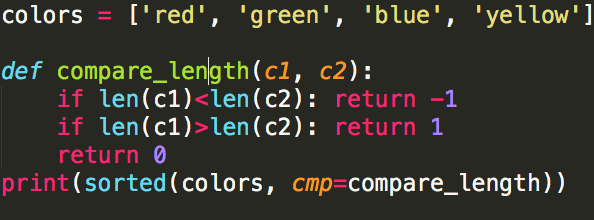 colors = ['red', 'green', 'blue', 'yellow']
def compare_length(c1, c2):
    if len(c1)<len(c2): return -1
    if len(c1)>len(c2): return 1
    return 0
print(sorted(colors, cmp=compare_length))